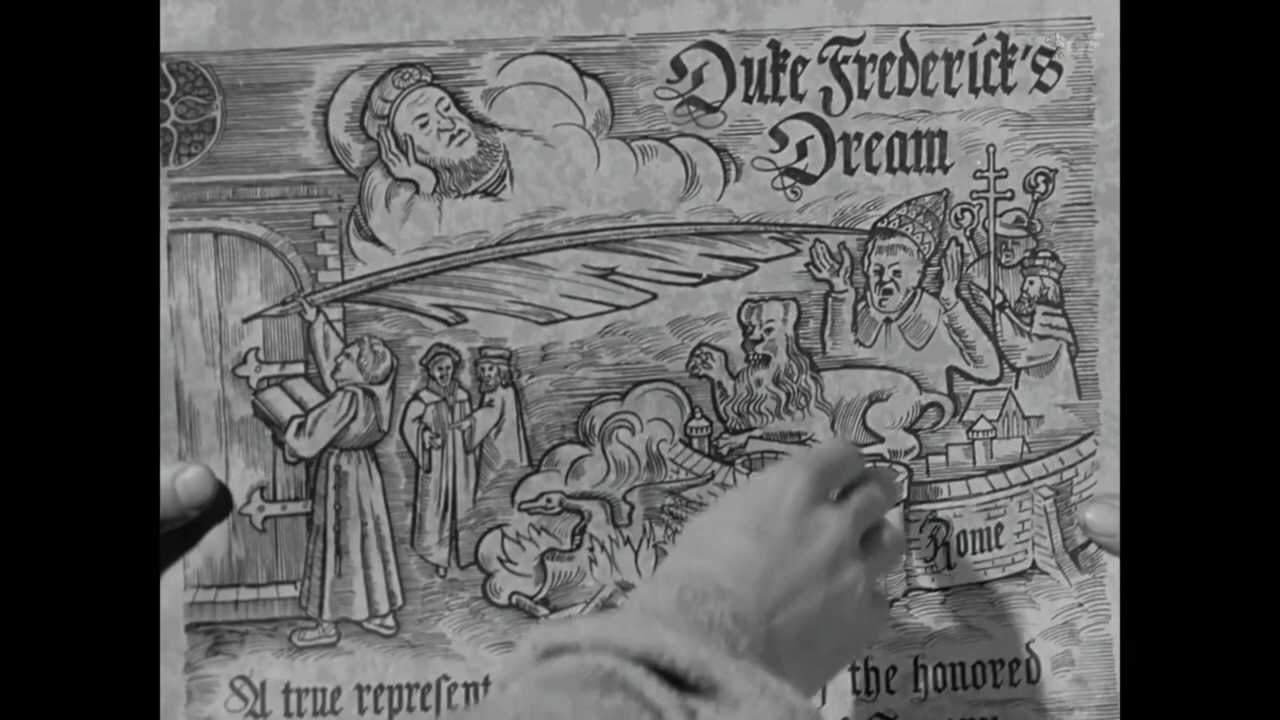 Duke Frederick's
Dream
Rome
A true represent
the honored